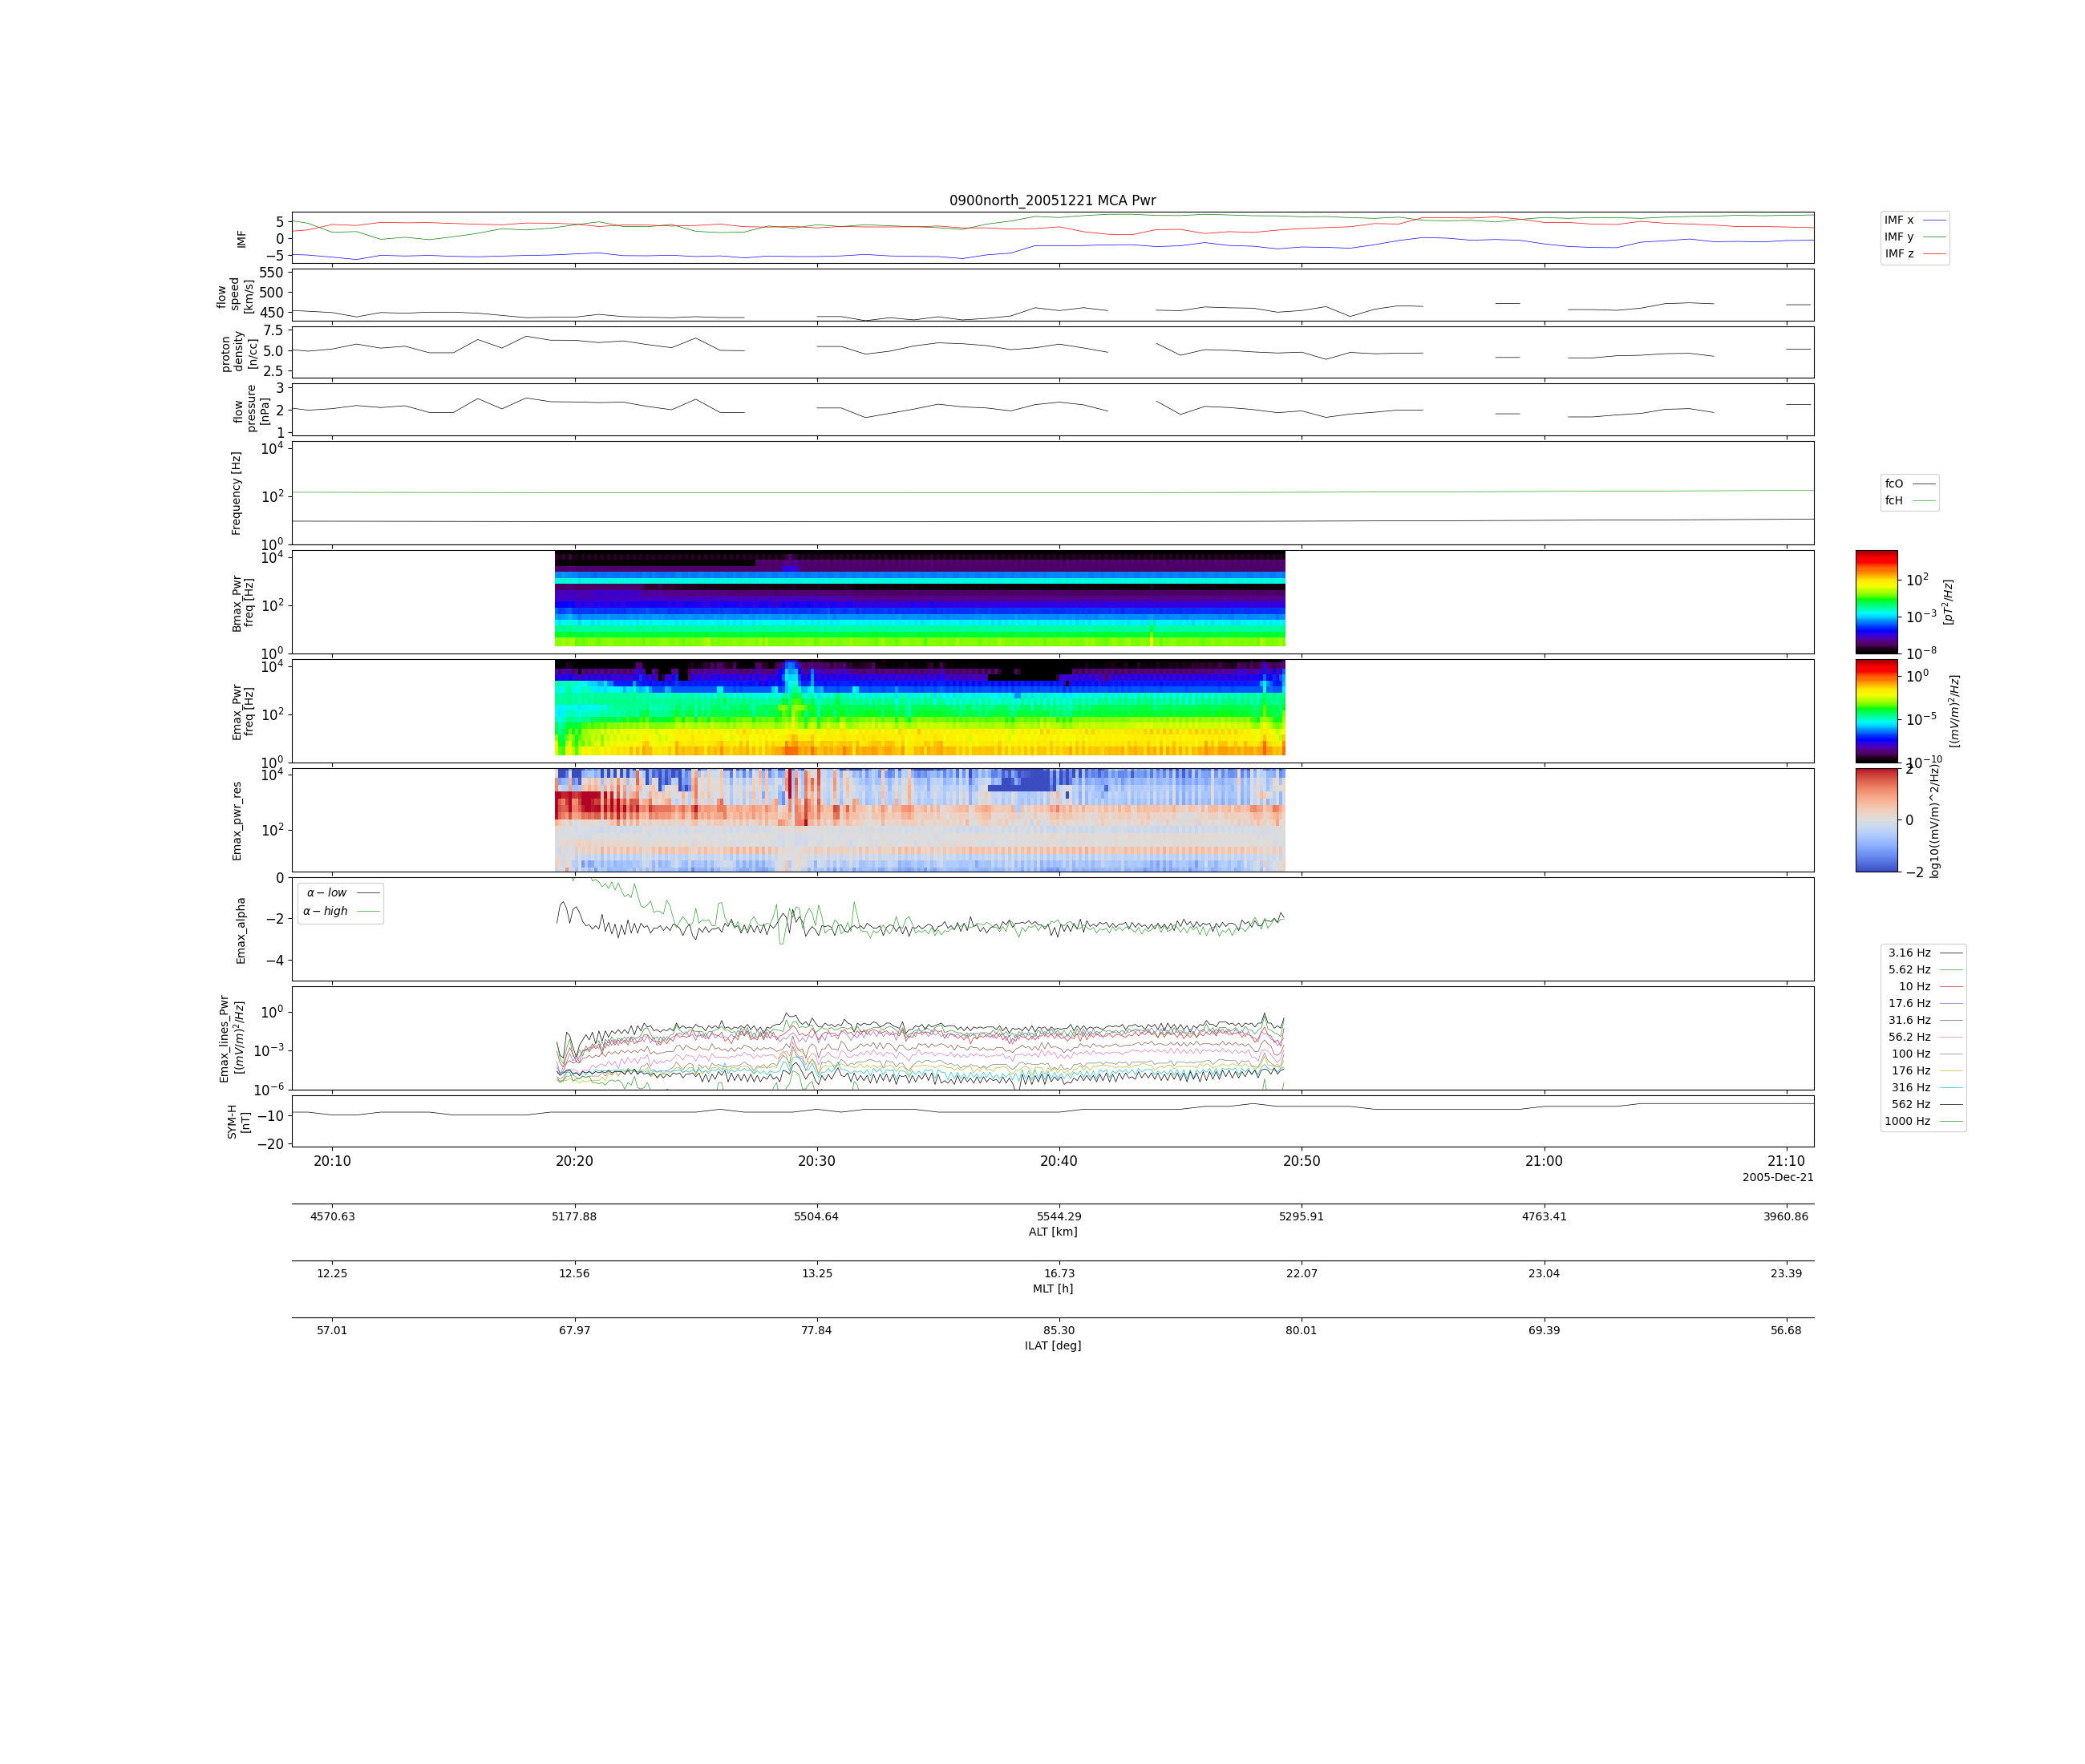 0900north_20051221 MCA Pwr
IMF
5
0
−5
IMF x
IMF y
IMF z
flow
speed
[km/s]
550
500
450
proton
density
[n/cc]
7.5
5.0
2.5
flow
pressure
[nPa]
3
2
1
Frequency [Hz]
10^4
10^2
10^0
fcO
fcH
Bmax_Pwr
freq [Hz]
10^4
10^2
10^0
10^2
10^−3
10^−8
[pT^2/Hz]
Emax_Pwr
freq [Hz]
10^4
10^2
10^0
10^0
10^−5
10^−10
[(mV/m)^2/Hz]
Emax_pwr_res
10^4
10^2
2
0
−2
log10((mV/m)^2/Hz)
Emax_alpha
0
−2
−4
α − low
α − high
Emax_lines_Pwr
[(mV/m)^2/Hz]
10^0
10^−3
10^−6
3.16 Hz
5.62 Hz
10 Hz
17.6 Hz
31.6 Hz
56.2 Hz
100 Hz
176 Hz
316 Hz
562 Hz
1000 Hz
SYM-H
[nT]
−10
−20
20:10 20:20 20:30 20:40 20:50 21:00 21:10
2005-Dec-21
4570.63 5177.88 5504.64 5544.29 5295.91 4763.41 3960.86
ALT [km]
12.25 12.56 13.25 16.73 22.07 23.04 23.39
MLT [h]
57.01 67.97 77.84 85.30 80.01 69.39 56.68
ILAT [deg]